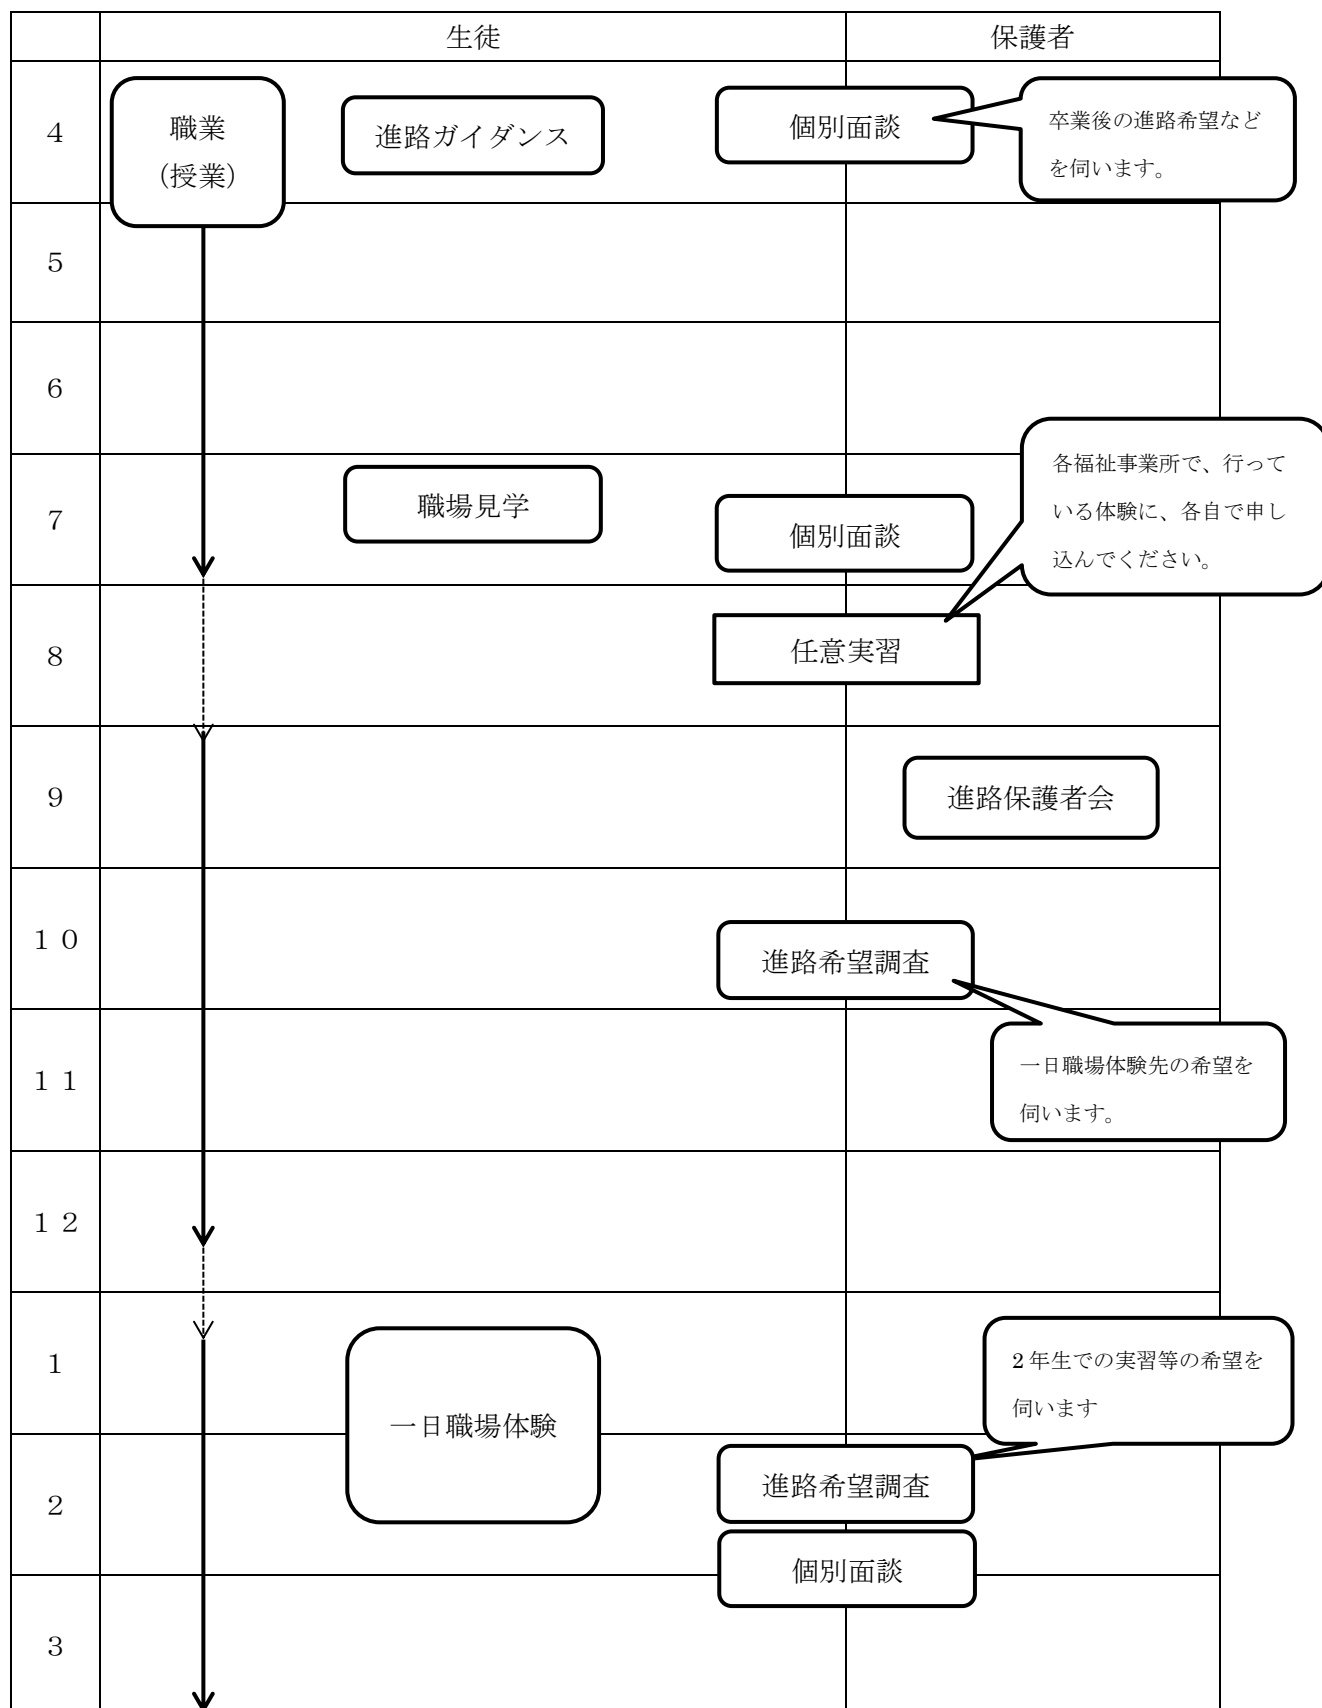 生徒
保護者
4
職業
（授業）
進路ガイダンス
個別面談
卒業後の進路希望など
を伺います。
5
6
7
職場見学
個別面談
各福祉事業所で、行って
いる体験に、各自で申し
込んでください。
8
任意実習
9
進路保護者会
１０
進路希望調査
１１
一日職場体験先の希望を
伺います。
１２
1
一日職場体験
2 年生での実習等の希望を
伺います
2
進路希望調査
個別面談
3